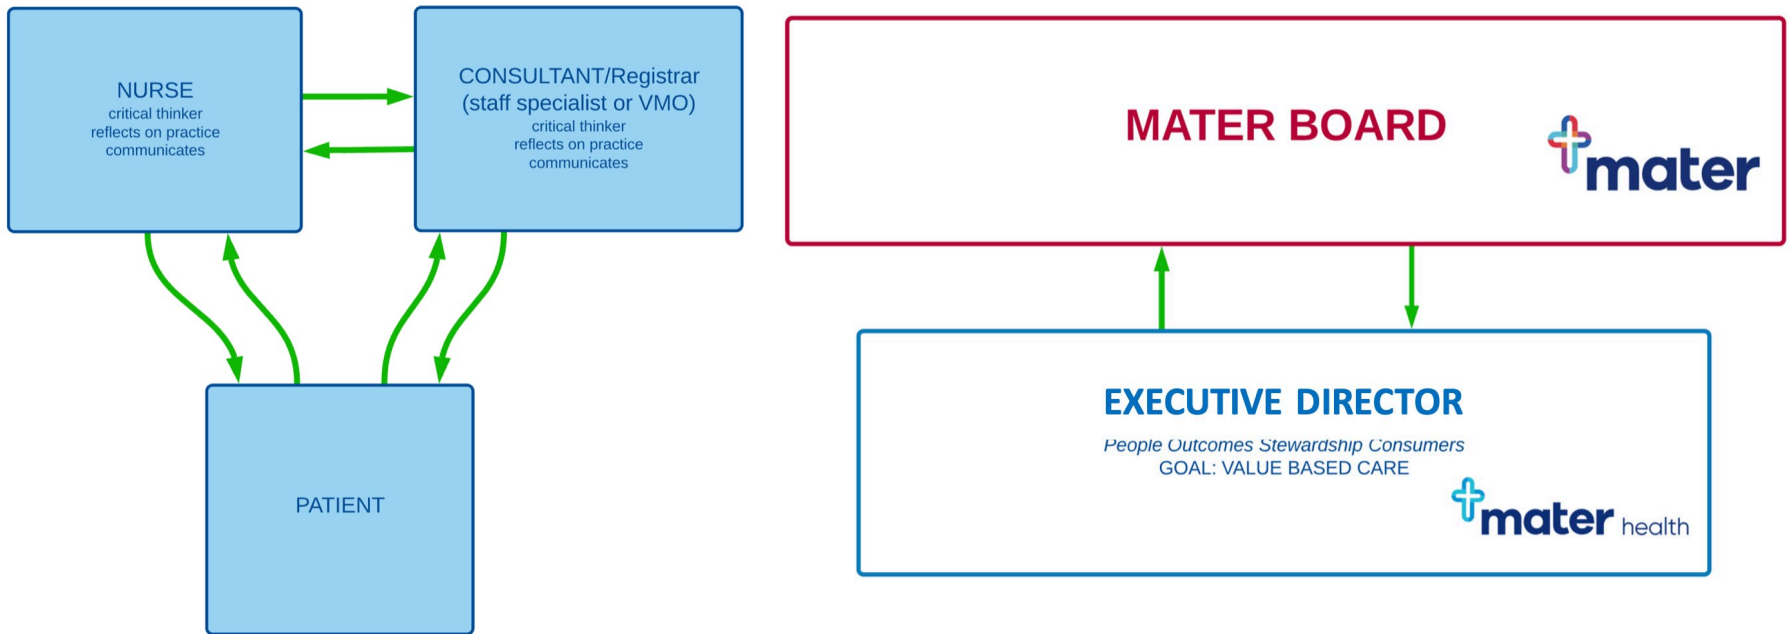 NURSE
critical thinker
reflects on practice
communicates
CONSULTANT/Registrar
(staff specialist or VMO)
critical thinker
reflects on practice
communicates
PATIENT
MATER BOARD
mater
EXECUTIVE DIRECTOR
People Outcomes Stewardship Consumers
GOAL: VALUE BASED CARE
mater health